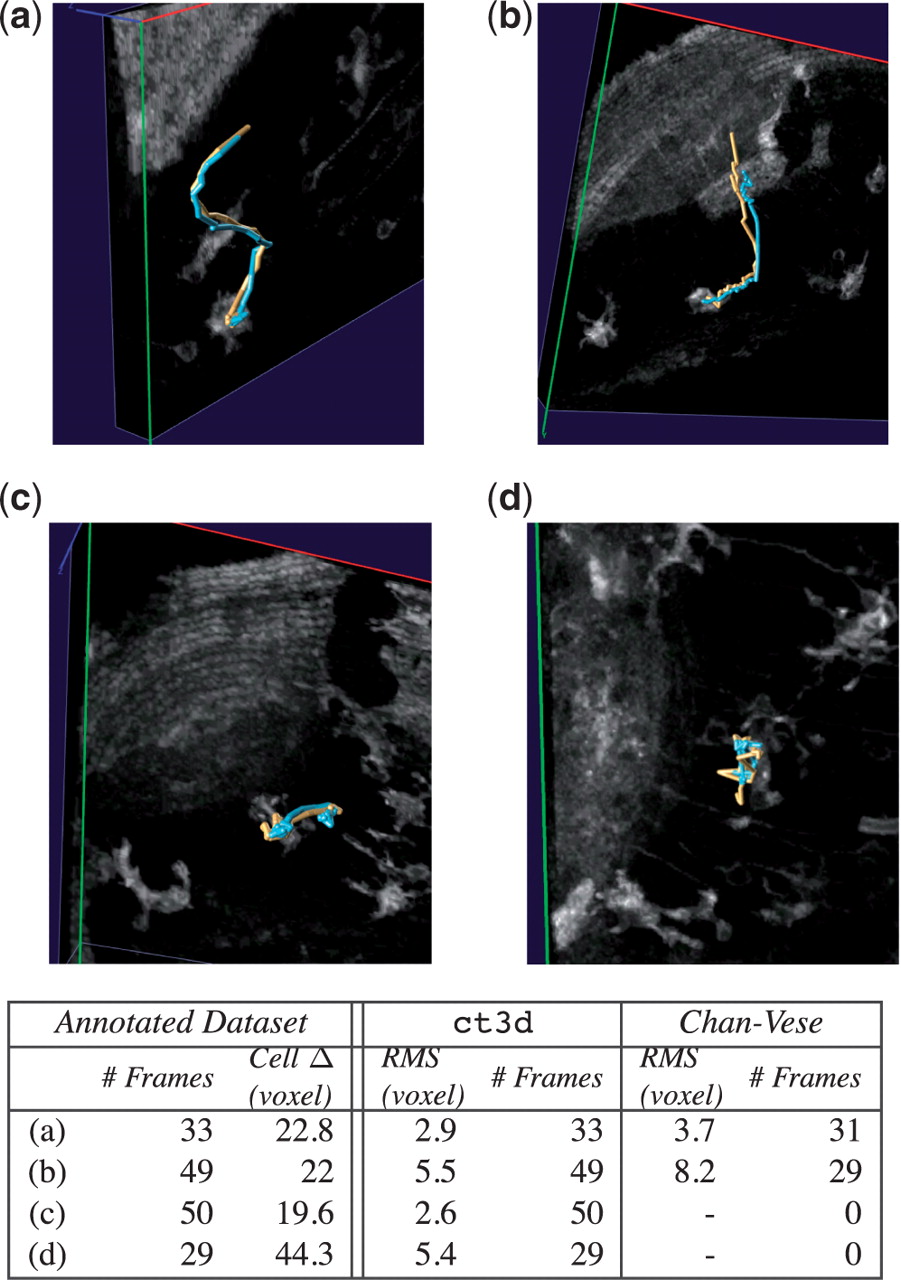 (a) (b)
(c) (d)
Annotated Dataset ct3d Chan-Vese
# Frames Cell Δ (voxel) RMS (voxel) # Frames RMS (voxel) # Frames
(a) 33 22.8 2.9 33 3.7 31
(b) 49 22 5.5 49 8.2 29
(c) 50 19.6 2.6 50 - 0
(d) 29 44.3 5.4 29 - 0